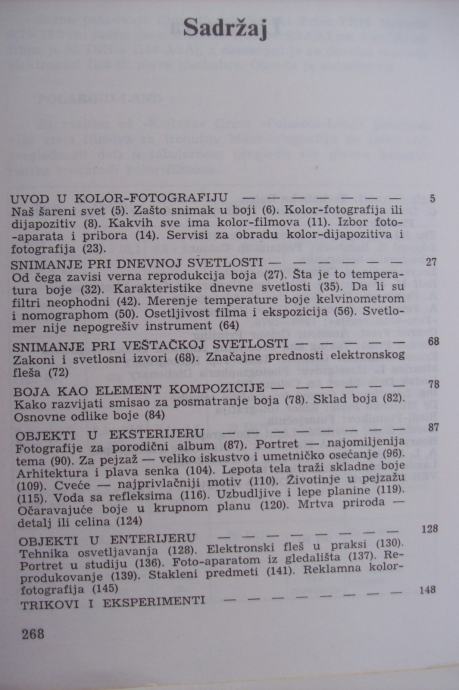 Sadržaj
UVOD U KOLOR-FOTOGRAFIJU — — — — — — — — 5
Naš šareni svet (5). Zašto snimak u boji (6). Kolor-fotografija ili
dijapozitiv (8). Kakvih sve ima kolor-filmova (11). Izbor foto-
-aparata i pribora (14). Servisi za obradu kolor-dijapozitiva i
fotografija (23).
SNIMANJE PRI DNEVNOJ SVETLOSTI — — — — — — 27
Od čega zavisi verna reprodukcija boja (27). Šta je to tempera-
tura boje (32). Karakteristike dnevne svetlosti (35). Da li su
filtri neophodni (42). Merenje temperature boje kelvinometrom
i nomographom (50). Osetljivost filma i ekspozicija (56). Svetlo-
mer nije nepogrešiv instrument (64)
SNIMANJE PRI VEŠTAČKOJ SVETLOSTI — — — — — 68
Zakoni i svetlosni izvori (68). Značajne prednosti elektronskog
fleša (72)
BOJA KAO ELEMENT KOMPOZICIJE — — — — — — 78
Kako razvijati smisao za posmatranje boja (78). Sklad boja (82).
Osnovne odlike boje (84)
OBJEKTI U EKSTERIJERU — — — — — — — — — 87
Fotografije za porodični album (87). Portret — najomiljenija
tema (90). Za pejzaž — veliko iskustvo i umetničko osećanje (96).
Arhitektura i plava senka (104). Lepota tela traži skladne boje
(109). Cveće — najprivlačniji motiv (110). Životinje u pejzažu
(115). Voda sa refleksima (116). Uzbudljive i lepe planine (119).
Očaravajuće boje u krupnom planu (120). Mrtva priroda —
detalj ili celina (124)
OBJEKTI U ENTERIJERU — — — — — — — — — 128
Tehnika osvetljavanja (128). Elektronski fleš u praksi (130).
Portret u studiju (136). Foto-aparatom iz gledališta (137). Re-
produkovanje (139). Stakleni predmeti (141). Reklamna kolor-
fotografija (145)
TRIKOVI I EKSPERIMENTI — — — — — — — — — 148
268